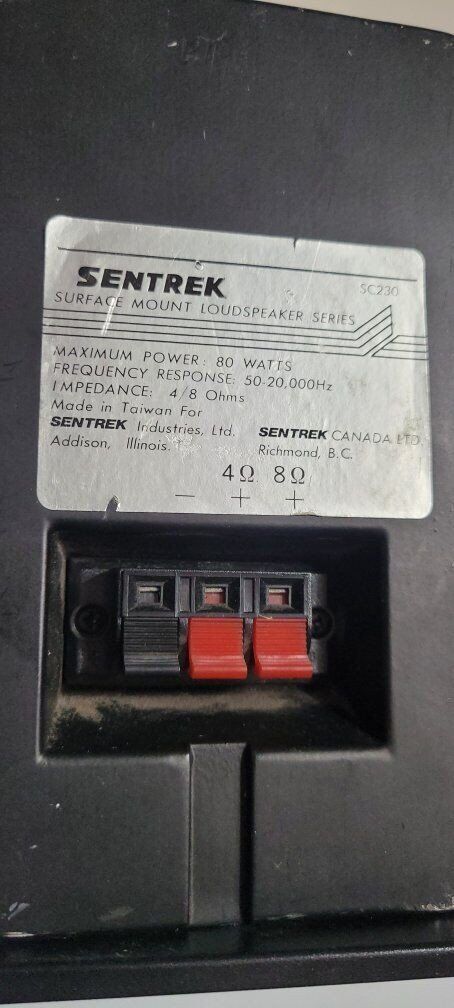 SENTREK
SC230
SURFACE MOUNT LOUDSPEAKER SERIES
MAXIMUM POWER: 80 WATTS
FREQUENCY RESPONSE: 50-20,000Hz
IMPEDANCE: 4/8 Ohms
Made in Taiwan For
SENTREK Industries, Ltd. SENTREK CANADA LTD
Addison, Illinois. Richmond, B.C.
4Ω 8Ω
− + +